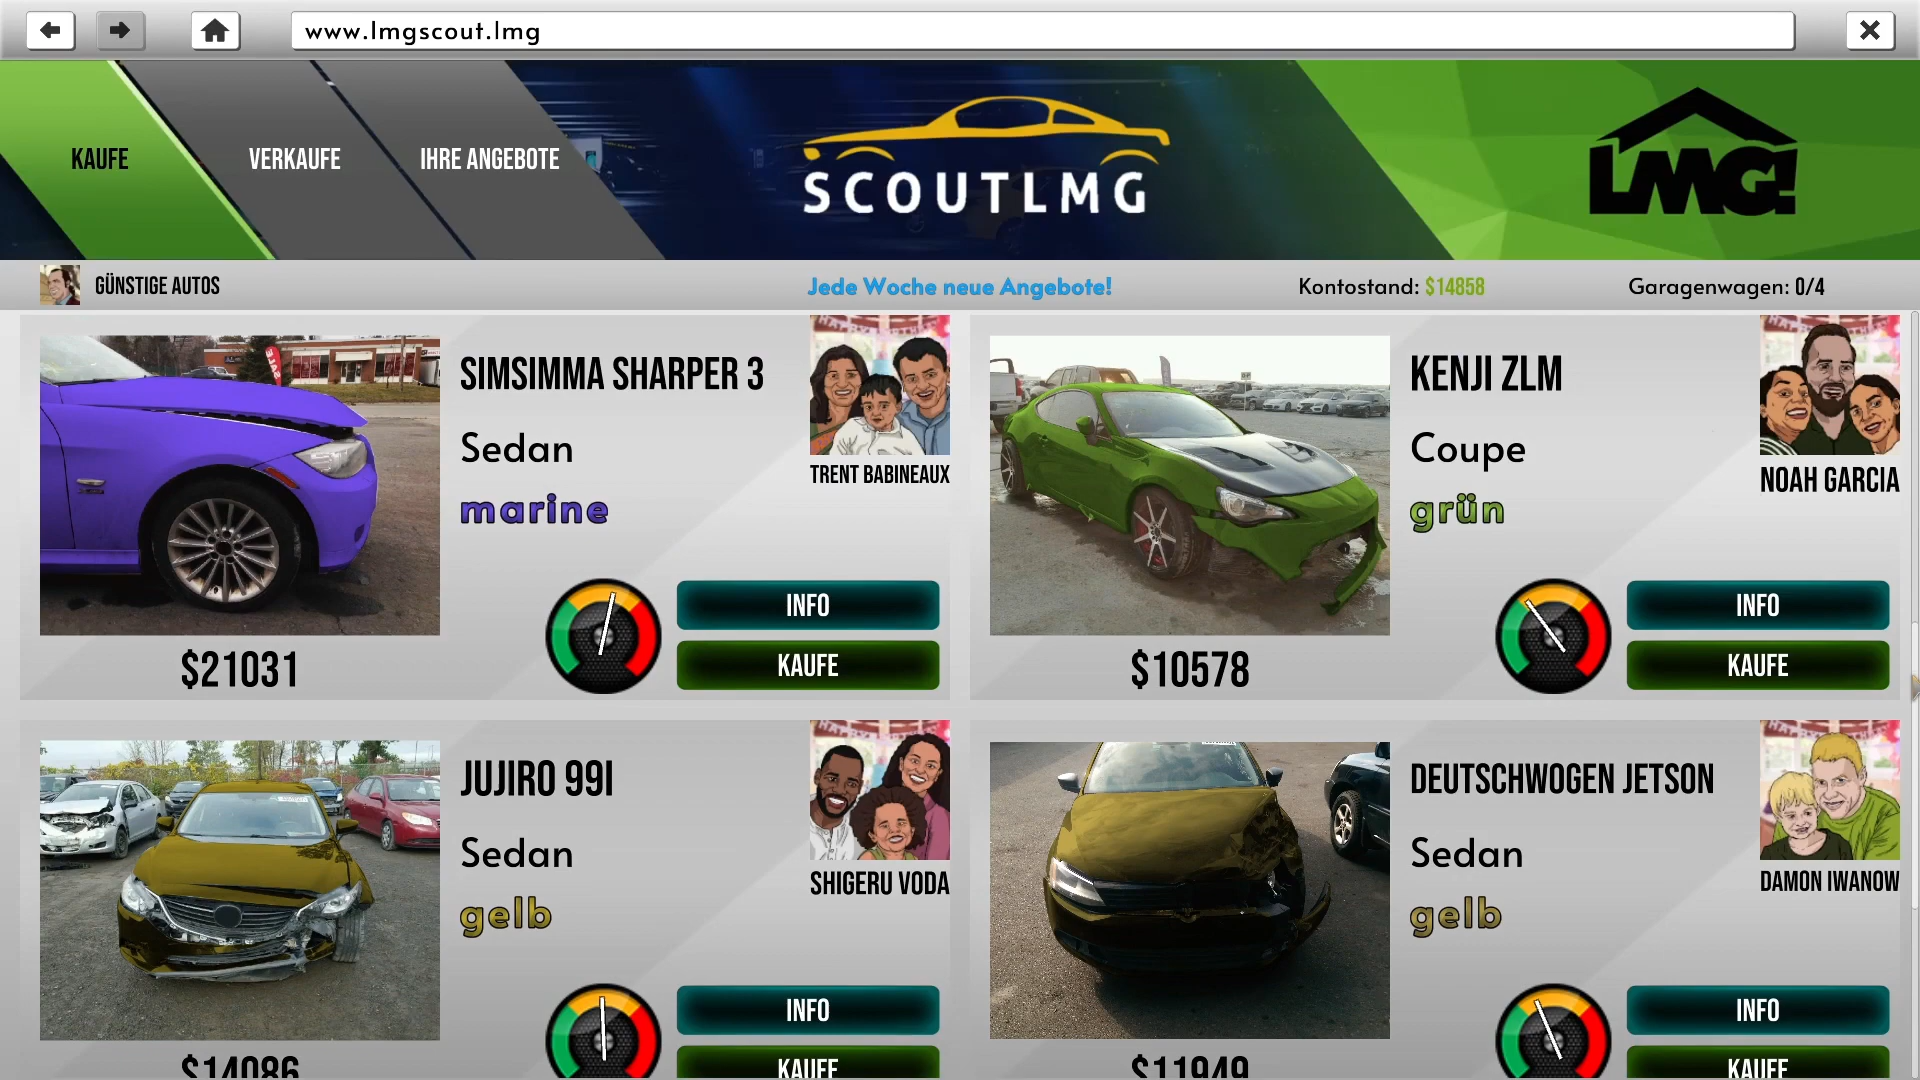 www.lmgscout.lmg
KAUFE
VERKAUFE
IHRE ANGEBOTE
SCOUTLMG
LMG!
GÜNSTIGE AUTOS
Jede Woche neue Angebote!
Kontostand: $14858
Garagenwagen: 0/4
SIMSIMMA SHARPER 3
Sedan
marine
TRENT BABINEAUX
INFO
KAUFE
$21031
KENJI ZLM
Coupe
grün
NOAH GARCIA
INFO
KAUFE
$10578
JUJIRO 99I
Sedan
gelb
SHIGERU VODA
INFO
KAUFE
$14086
DEUTSCHWOGEN JETSON
Sedan
gelb
DAMON IWANOW
INFO
KAUFE
$11949